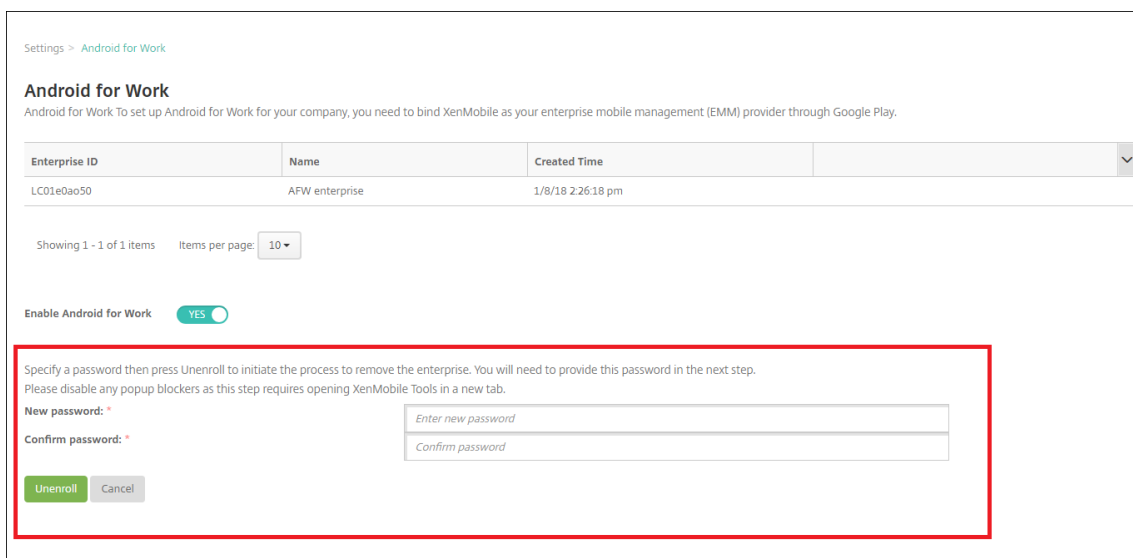 Settings > Android for Work
Android for Work
Android for Work To set up Android for Work for your company, you need to bind XenMobile as your enterprise mobile management (EMM) provider through Google Play.
Enterprise ID Name Created Time
LC01e0ao50 AFW enterprise 1/8/18 2:26:18 pm
Showing 1 - 1 of 1 items Items per page: 10
Enable Android for Work YES
Specify a password then press Unenroll to initiate the process to remove the enterprise. You will need to provide this password in the next step.
Please disable any popup blockers as this step requires opening XenMobile Tools in a new tab.
New password: * Enter new password
Confirm password: * Confirm password
Unenroll Cancel